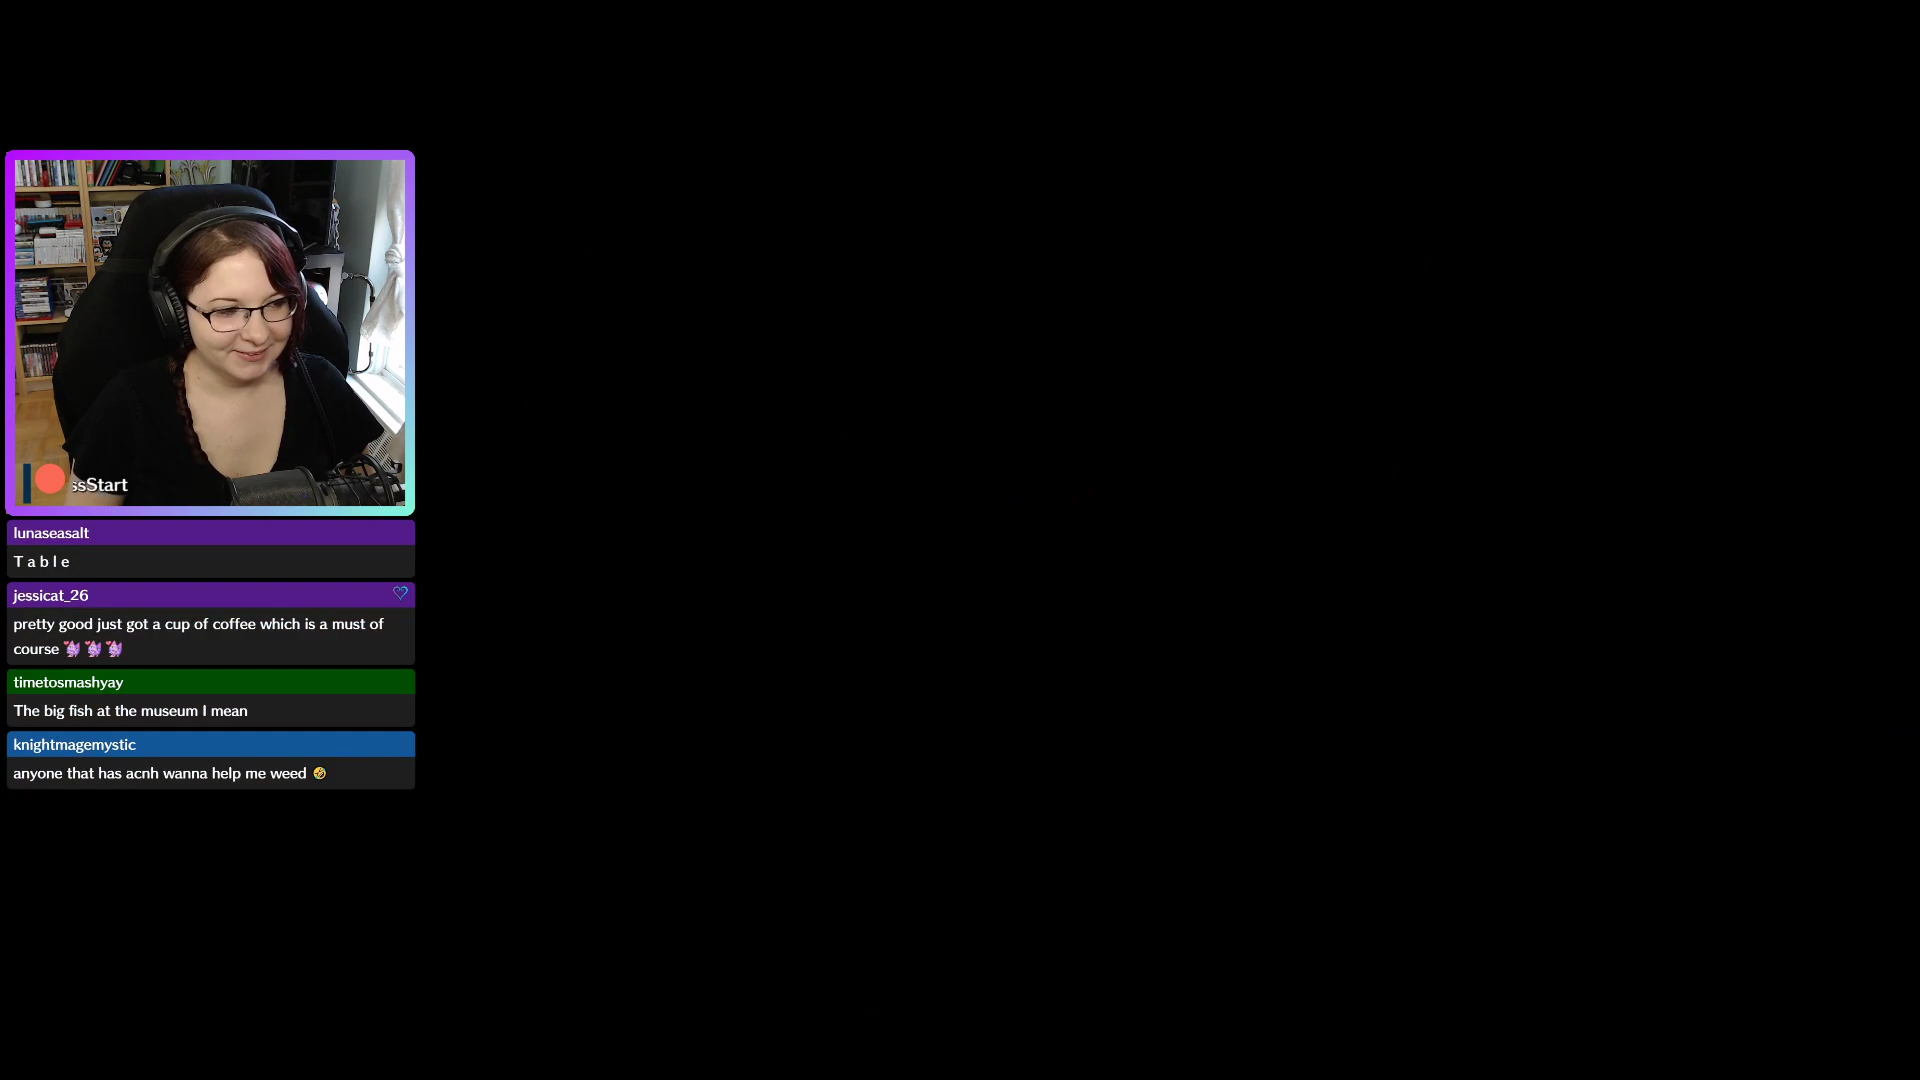 ssStart
lunaseasalt
T a b l e
jessicat_26
pretty good just got a cup of coffee which is a must of
course
timetosmashyay
The big fish at the museum I mean
knightmagemystic
anyone that has acnh wanna help me weed 🤣